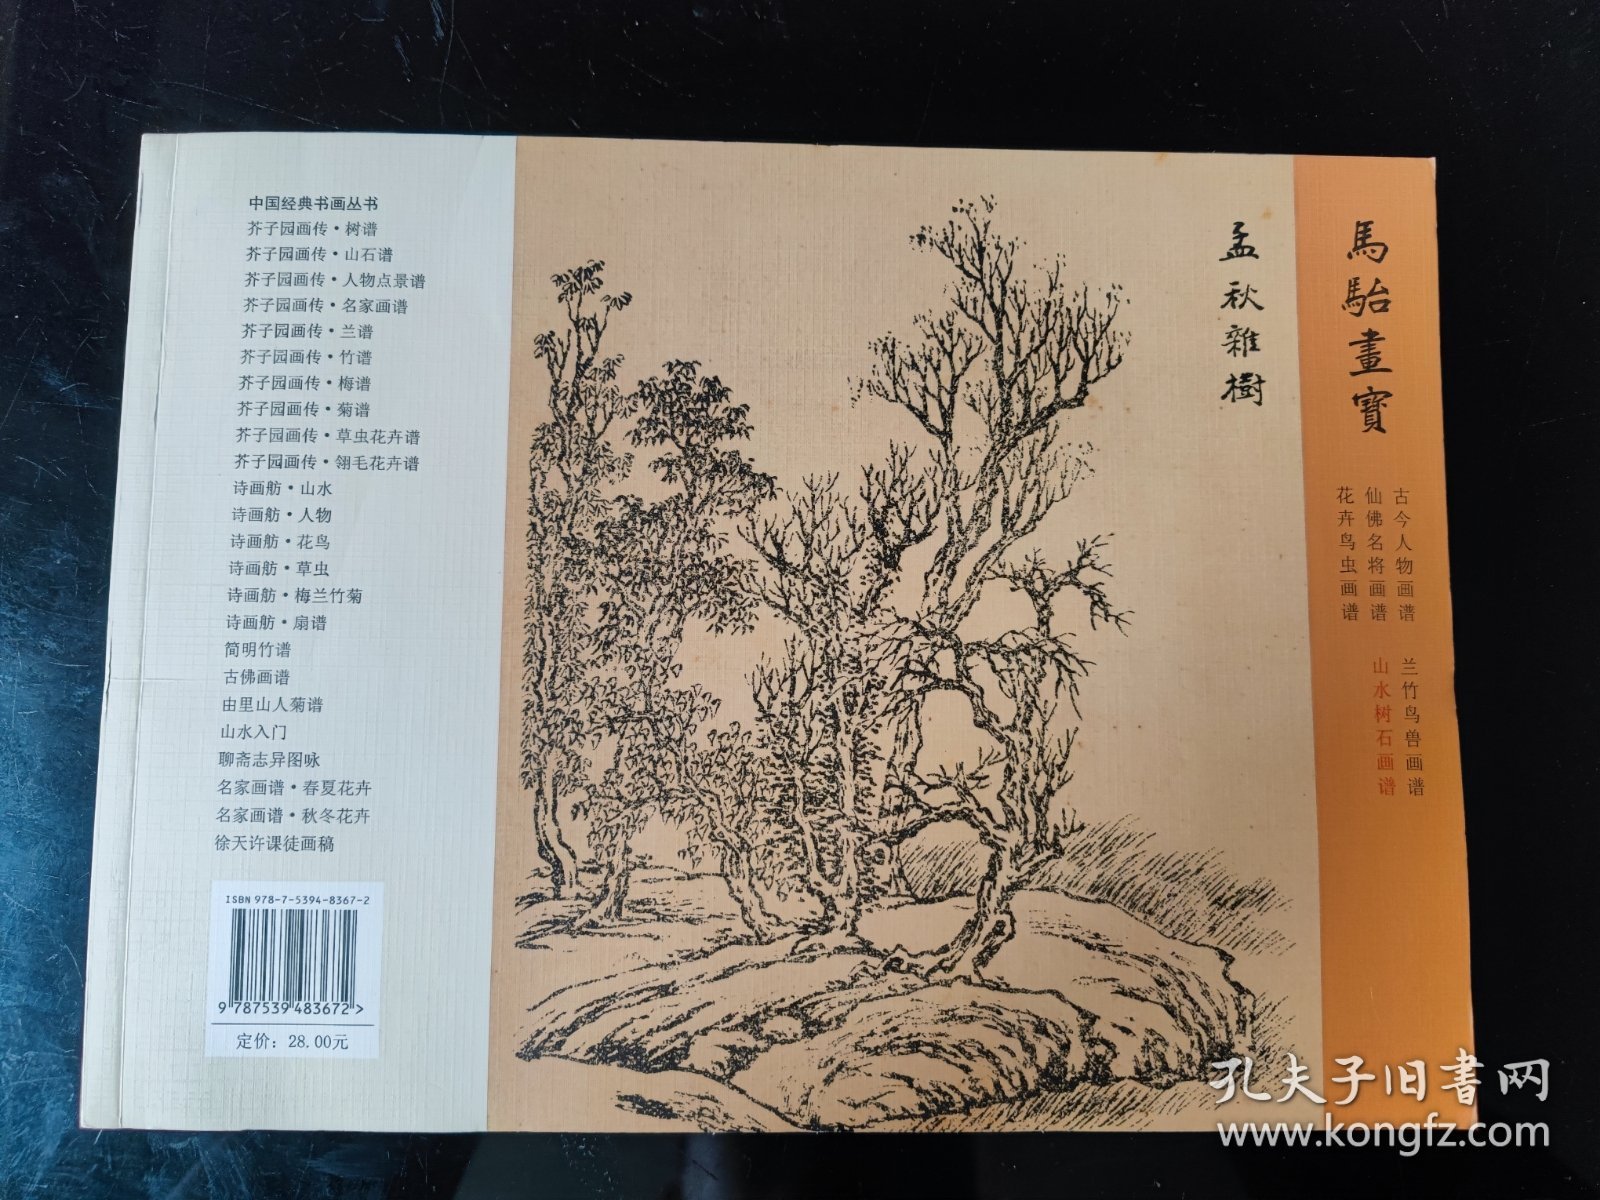 中国经典书画丛书
芥子园画传·树谱
芥子园画传·山石谱
芥子园画传·人物点景谱
芥子园画传·名家画谱
芥子园画传·兰谱
芥子园画传·竹谱
芥子园画传·梅谱
芥子园画传·菊谱
芥子园画传·草虫花卉谱
芥子园画传·翎毛花卉谱
诗画舫·山水
诗画舫·人物
诗画舫·花鸟
诗画舫·草虫
诗画舫·梅兰竹菊
诗画舫·扇谱
简明竹谱
古佛画谱
由里山人菊谱
山水入门
聊斋志异图咏
名家画谱·春夏花卉
名家画谱·秋冬花卉
徐天许课徒画稿
ISBN 978-7-5394-8367-2
9 787539 483672 >
定价: 28.00元
孟秋雜樹
馬駘畫寶
古今人物画谱
仙佛名将画谱
花卉鸟虫画谱
兰竹鸟兽画谱
山水树石画谱
孔夫子旧書网
www.kongfz.com